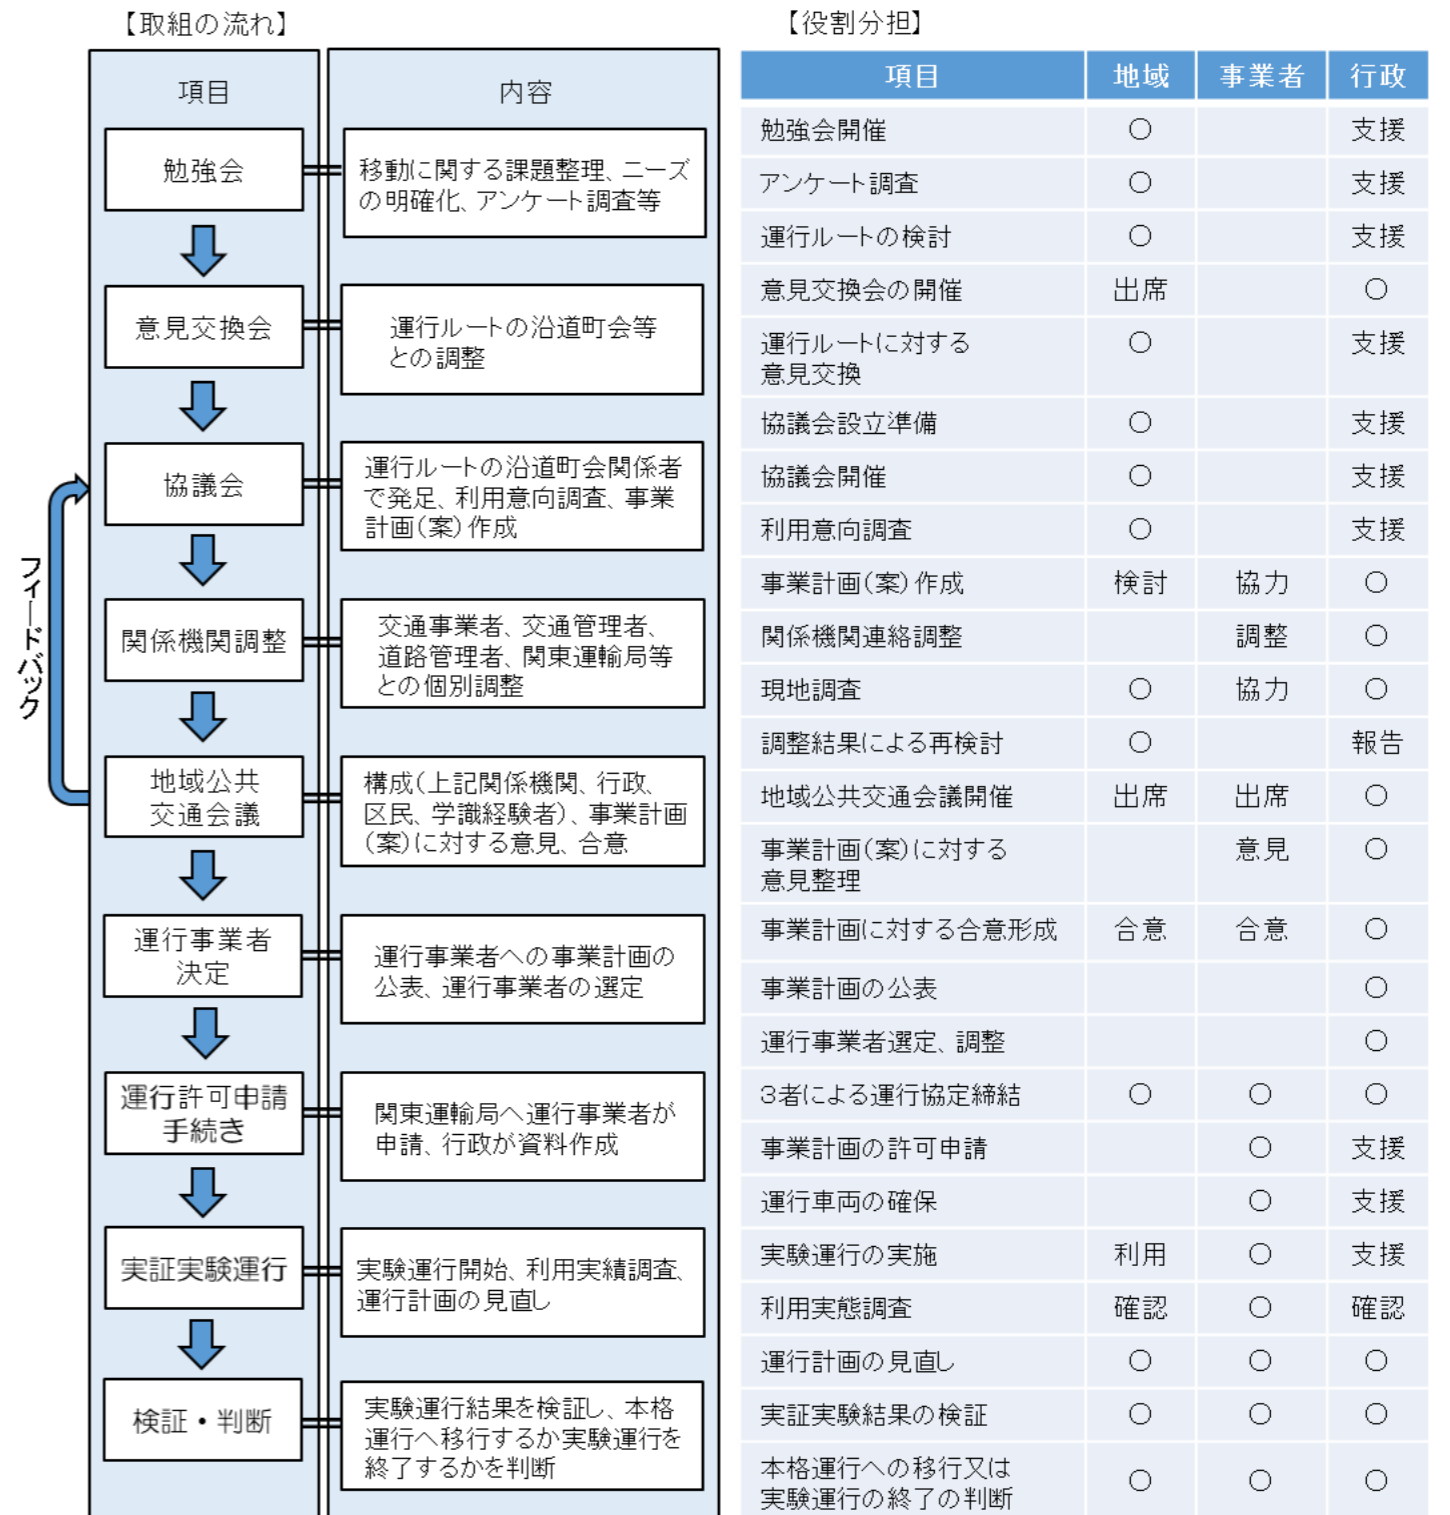 【取組の流れ】
項目
内容
勉強会
移動に関する課題整理、ニーズ
の明確化、アンケート調査等
意見交換会
運行ルートの沿道町会等
との調整
協議会
運行ルートの沿道町会関係者
で発足、利用意向調査、事業
計画(案)作成
関係機関調整
交通事業者、交通管理者、
道路管理者、関東運輸局等
との個別調整
地域公共
交通会議
構成(上記関係機関、行政、
区民、学識経験者)、事業計画
(案)に対する意見、合意
運行事業者
決定
運行事業者への事業計画の
公表、運行事業者の選定
運行許可申請
手続き
関東運輸局へ運行事業者が
申請、行政が資料作成
実証実験運行
実験運行開始、利用実績調査、
運行計画の見直し
検証・判断
実験運行結果を検証し、本格
運行へ移行するか実験運行を
終了するかを判断
フィードバック
【役割分担】
項目 地域 事業者 行政
勉強会開催 ○ 支援
アンケート調査 ○ 支援
運行ルートの検討 ○ 支援
意見交換会の開催 出席 ○
運行ルートに対する ○ 支援
意見交換
協議会設立準備 ○ 支援
協議会開催 ○ 支援
利用意向調査 ○ 支援
事業計画(案)作成 検討 協力 ○
関係機関連絡調整 調整 ○
現地調査 ○ 協力 ○
調整結果による再検討 ○ 報告
地域公共交通会議開催 出席 出席 ○
事業計画(案)に対する 意見 ○
意見整理
事業計画に対する合意形成 合意 合意 ○
事業計画の公表 ○
運行事業者選定、調整 ○
3者による運行協定締結 ○ ○ ○
事業計画の許可申請 ○ 支援
運行車両の確保 ○ 支援
実験運行の実施 利用 ○ 支援
利用実態調査 確認 ○ 確認
運行計画の見直し ○ ○ ○
実証実験結果の検証 ○ ○ ○
本格運行への移行又は ○ ○ ○
実験運行の終了の判断